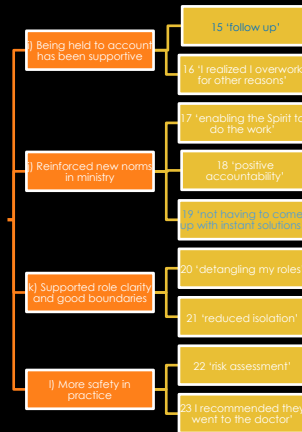 15 'follow up'
i) Being held to account
has been supportive
16 'I realized I overwork
for other reasons'
17 'enabling the Spirit to
do the work'
j) Reinforced new norms
in ministry
18 'positive
accountability'
19 'not having to come
up with instant solutions'
20 'detangling my roles'
k) Supported role clarity
and good boundaries
21 'reduced isolation'
22 'risk assessment'
l) More safety in
practice
23 I recommended they
went to the doctor'